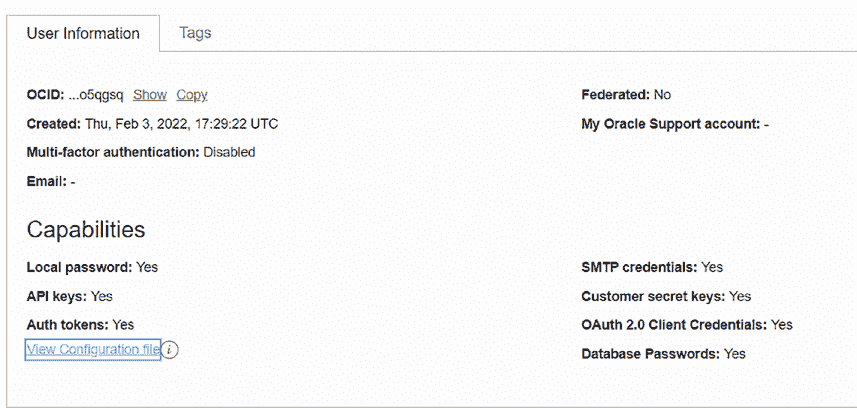 User Information
Tags
OCID: ...o5qgsq Show Copy
Created: Thu, Feb 3, 2022, 17:29:22 UTC
Multi-factor authentication: Disabled
Email: -
Federated: No
My Oracle Support account: -
Capabilities
Local password: Yes
API keys: Yes
Auth tokens: Yes
View Configuration file i
SMTP credentials: Yes
Customer secret keys: Yes
OAuth 2.0 Client Credentials: Yes
Database Passwords: Yes